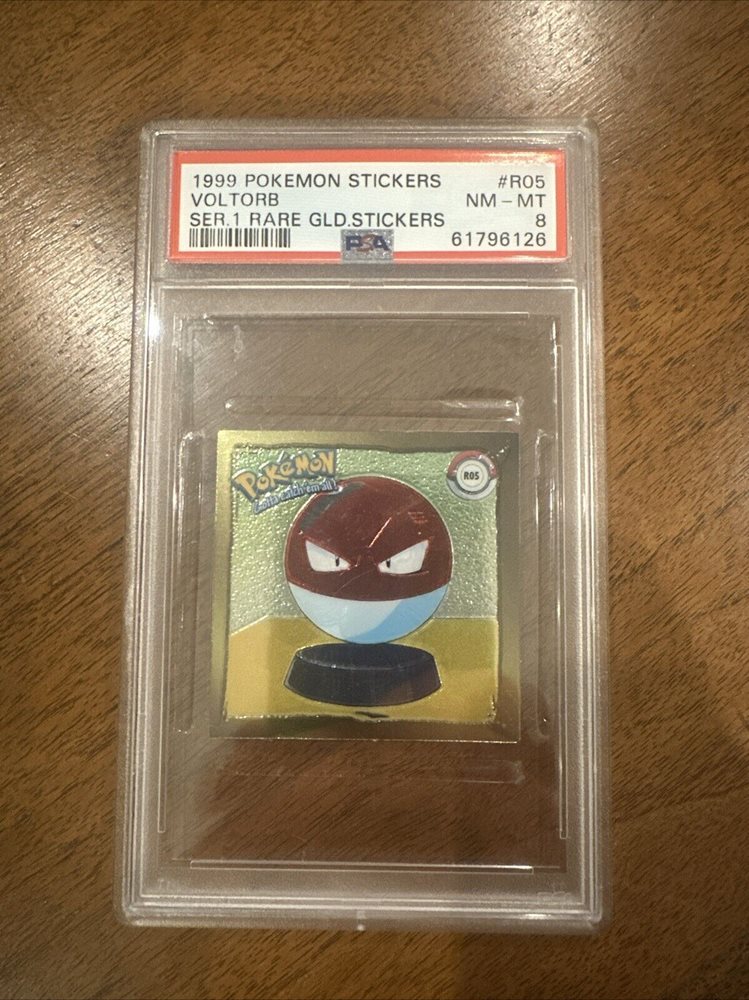 1999 POKEMON STICKERS #R05
VOLTORB NM - MT
SER.1 RARE GLD.STICKERS 8
PSA 61796126
POKéMON
Gotta catch 'em all!
R05